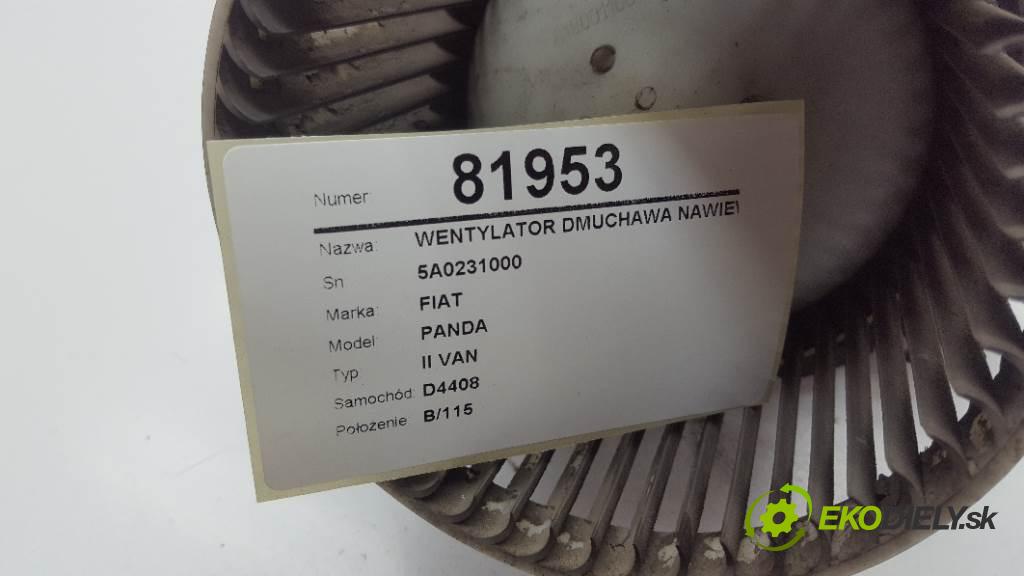 Numer 81953
Nazwa: WENTYLATOR DMUCHAWA NAWIEW
Sn 5A0231000
Marka: FIAT
Model: PANDA
Typ II VAN
Samochód: D4408
Położenie B/115
EKODIELY.sk